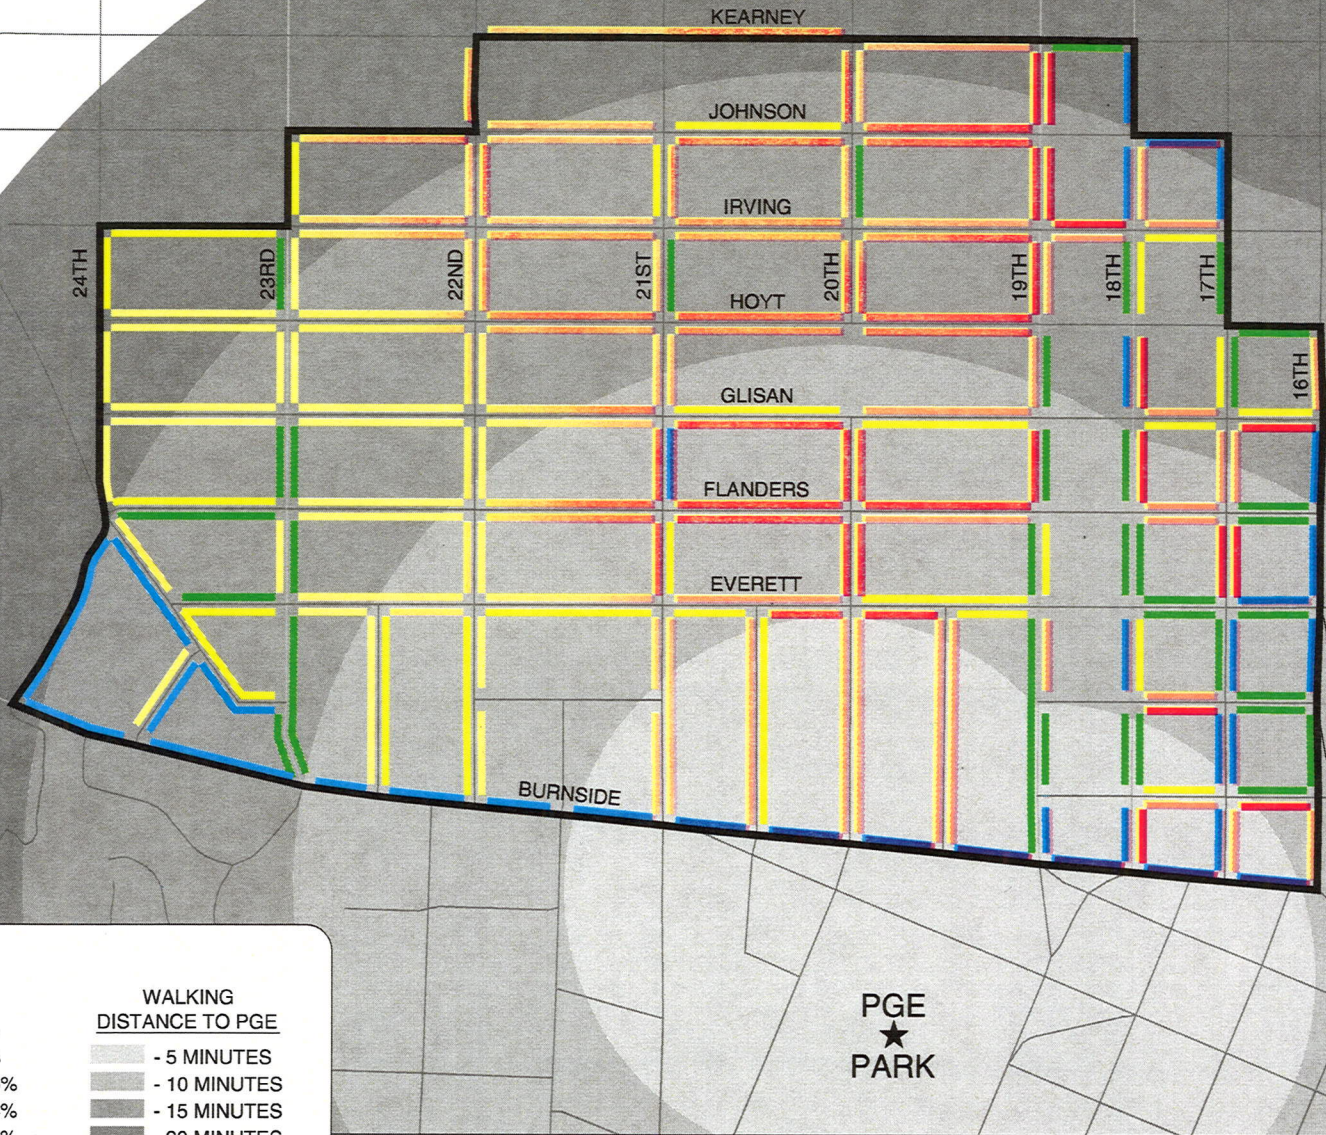 KEARNEY
JOHNSON
IRVING
24TH
23RD
22ND
21ST
20TH
19TH
18TH
17TH
HOYT
16TH
GLISAN
FLANDERS
EVERETT
BURNSIDE
PGE
★
PARK
WALKING
DISTANCE TO PGE
- 5 MINUTES
% - 10 MINUTES
% - 15 MINUTES
MINUTES